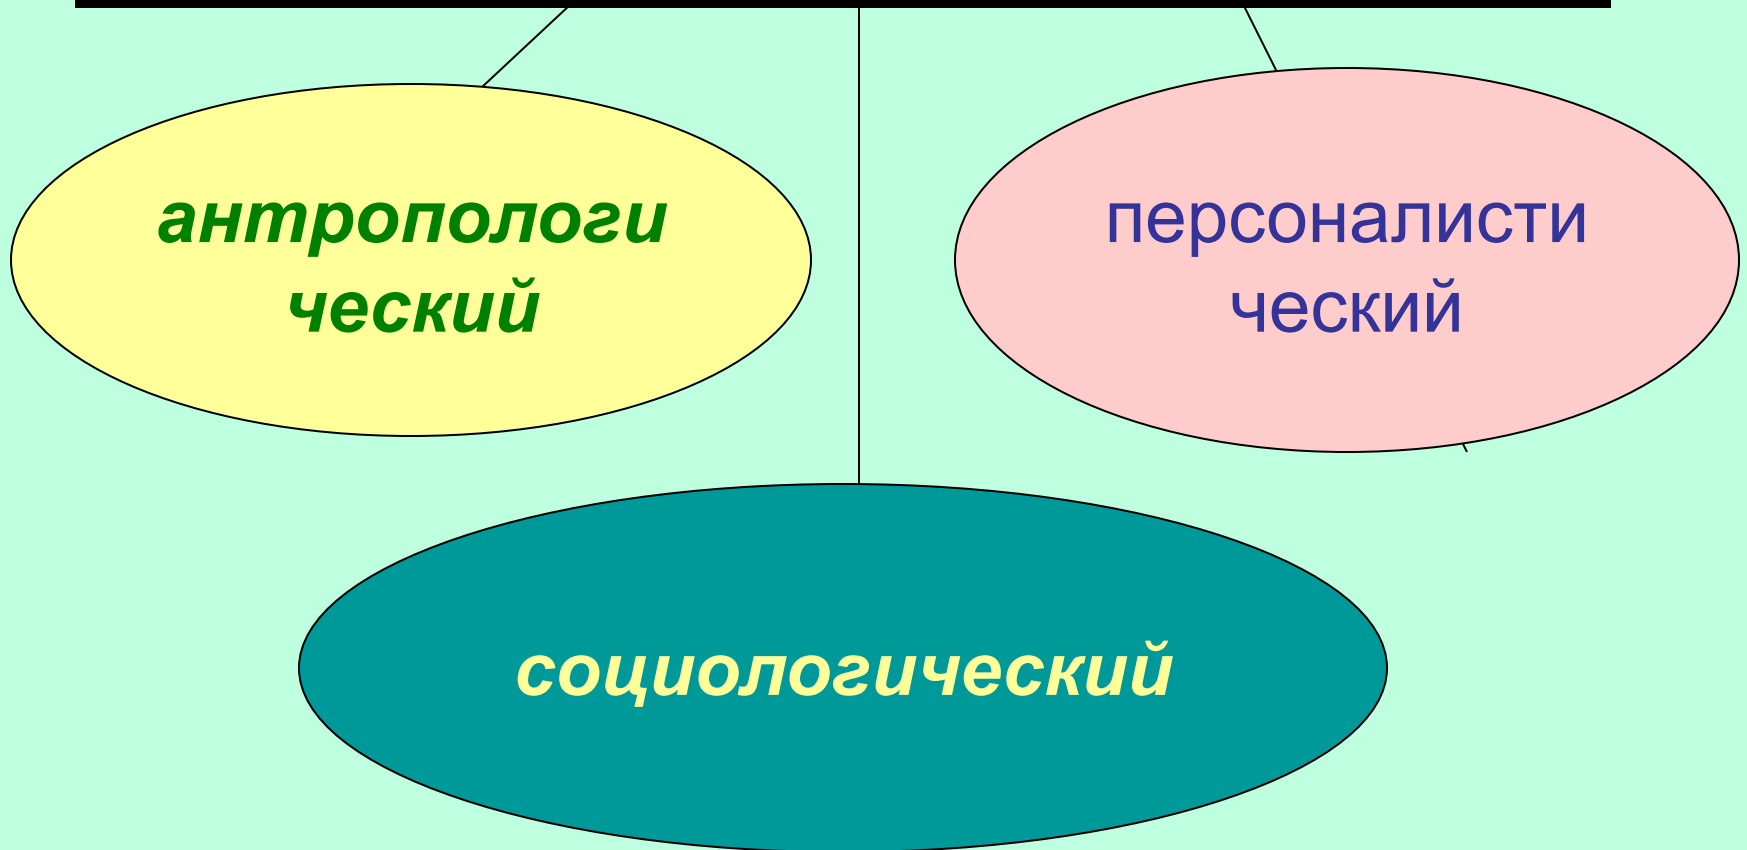 антропологи
ческий
персоналисти
ческий
социологический